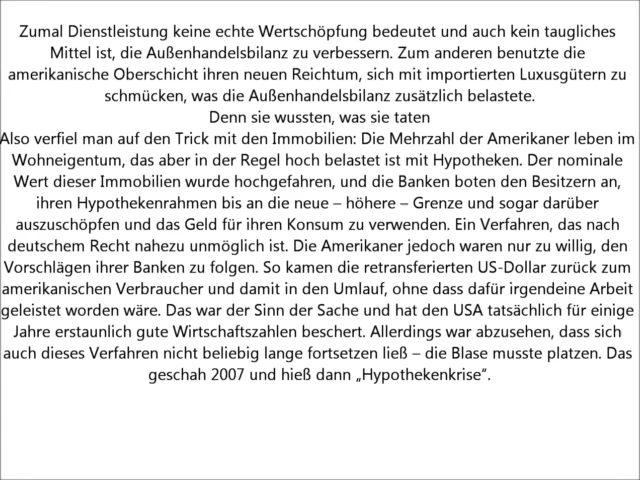 Zumal Dienstleistung keine echte Wertschöpfung bedeutet und auch kein taugliches
Mittel ist, die Außenhandelsbilanz zu verbessern. Zum anderen benutzte die
amerikanische Oberschicht ihren neuen Reichtum, sich mit importierten Luxusgütern zu
schmücken, was die Außenhandelsbilanz zusätzlich belastete.
Denn sie wussten, was sie taten
Also verfiel man auf den Trick mit den Immobilien: Die Mehrzahl der Amerikaner leben im
Wohneigentum, das aber in der Regel hoch belastet ist mit Hypotheken. Der nominale
Wert dieser Immobilien wurde hochgefahren, und die Banken boten den Besitzern an,
ihren Hypothekenrahmen bis an die neue – höhere – Grenze und sogar darüber
auszuschöpfen und das Geld für ihren Konsum zu verwenden. Ein Verfahren, das nach
deutschem Recht nahezu unmöglich ist. Die Amerikaner jedoch waren nur zu willig, den
Vorschlägen ihrer Banken zu folgen. So kamen die retransferierten US-Dollar zurück zum
amerikanischen Verbraucher und damit in den Umlauf, ohne dass dafür irgendeine Arbeit
geleistet worden wäre. Das war der Sinn der Sache und hat den USA tatsächlich für einige
Jahre erstaunlich gute Wirtschaftszahlen beschert. Allerdings war abzusehen, dass sich
auch dieses Verfahren nicht beliebig lange fortsetzen ließ – die Blase musste platzen. Das
geschah 2007 und hieß dann „Hypothekenkrise“.